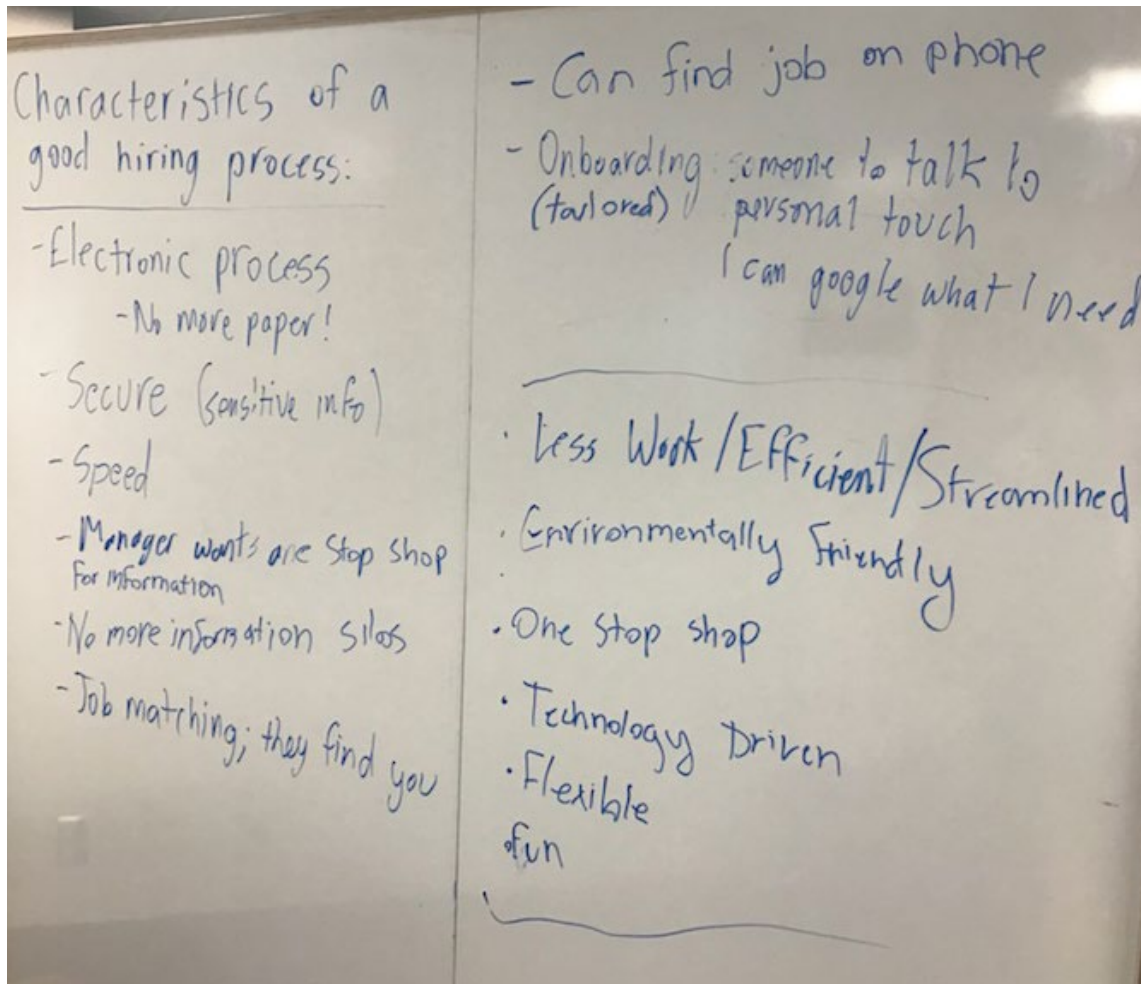 Characteristics of a
good hiring process:
-Electronic process
-No more paper!
-Secure (sensitive info)
-Speed
-Manager wants one stop shop
for information
-No more information silos
-Job matching; they find you
- Can find job on phone
- Onboarding: someone to talk to
(tailored) personal touch
I can google what I need
· Less Work/Efficient/Streamlined
· Environmentally Friendly
· One stop shop
· Technology Driven
· Flexible
· fun